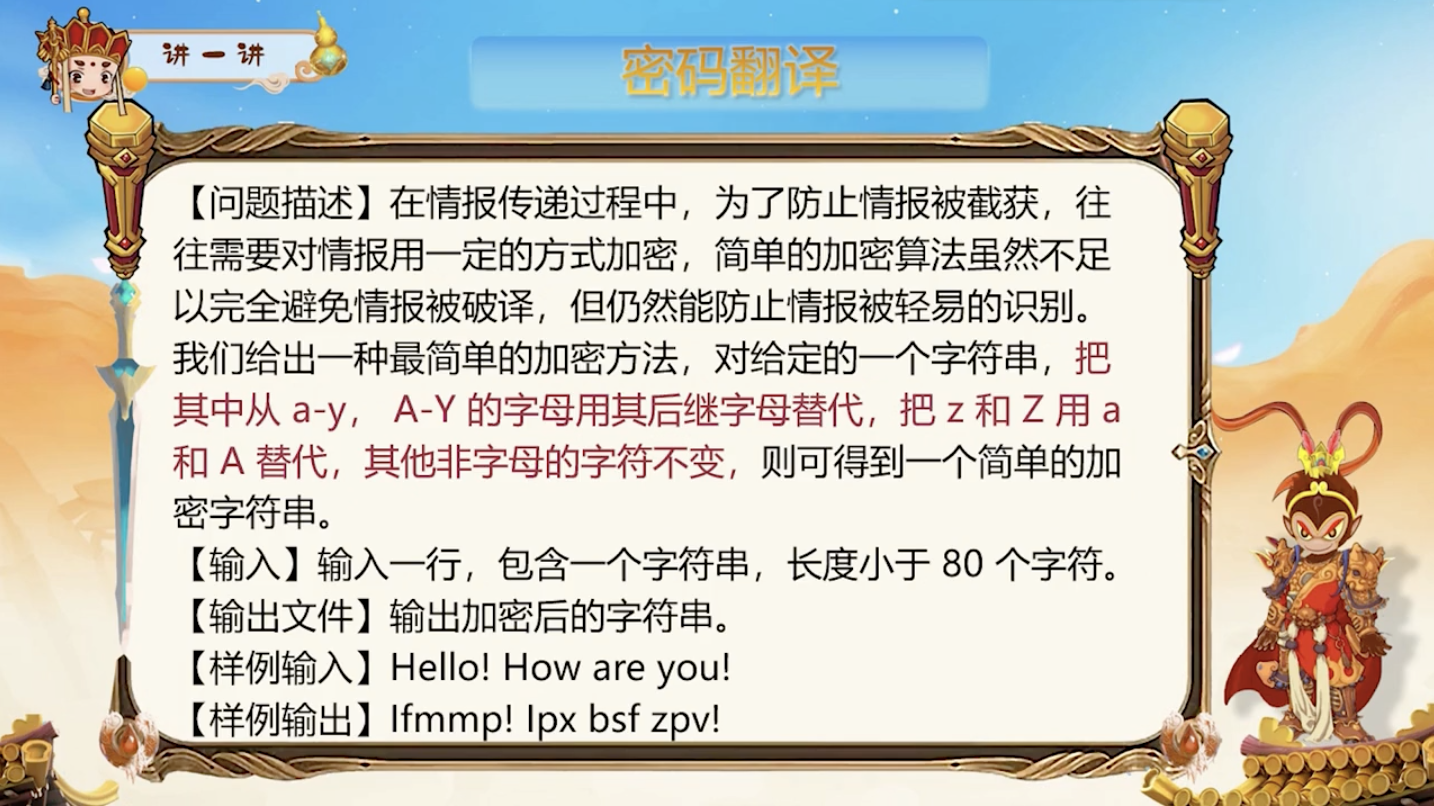 讲一讲
密码翻译
【问题描述】在情报传递过程中，为了防止情报被截获，往
往需要对情报用一定的方式加密，简单的加密算法虽然不足
以完全避免情报被破译，但仍然能防止情报被轻易的识别。
我们给出一种最简单的加密方法，对给定的一个字符串，把
其中从 a-y， A-Y 的字母用其后继字母替代，把 z 和 Z 用 a
和 A 替代，其他非字母的字符不变，则可得到一个简单的加
密字符串。
【输入】输入一行，包含一个字符串，长度小于 80 个字符。
【输出文件】输出加密后的字符串。
【样例输入】Hello! How are you!
【样例输出】Ifmmp! Ipx bsf zpv!